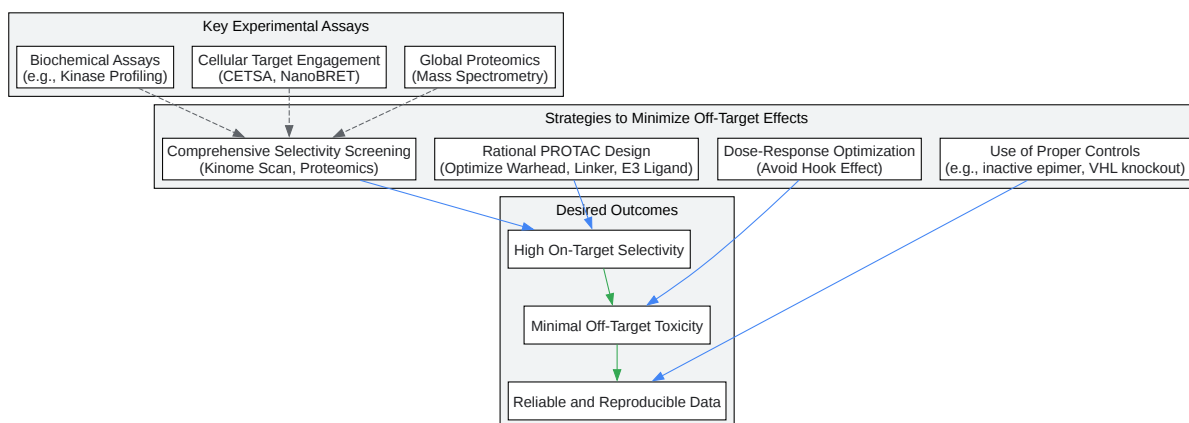 Key Experimental Assays
Biochemical Assays
(e.g., Kinase Profiling)
Cellular Target Engagement
(CETSA, NanoBRET)
Global Proteomics
(Mass Spectrometry)
Strategies to Minimize Off-Target Effects
Comprehensive Selectivity Screening
(Kinome Scan, Proteomics)
Rational PROTAC Design
(Optimize Warhead, Linker, E3 Ligand)
Dose-Response Optimization
(Avoid Hook Effect)
Use of Proper Controls
(e.g., inactive epimer, VHL knockout)
Desired Outcomes
High On-Target Selectivity
Minimal Off-Target Toxicity
Reliable and Reproducible Data